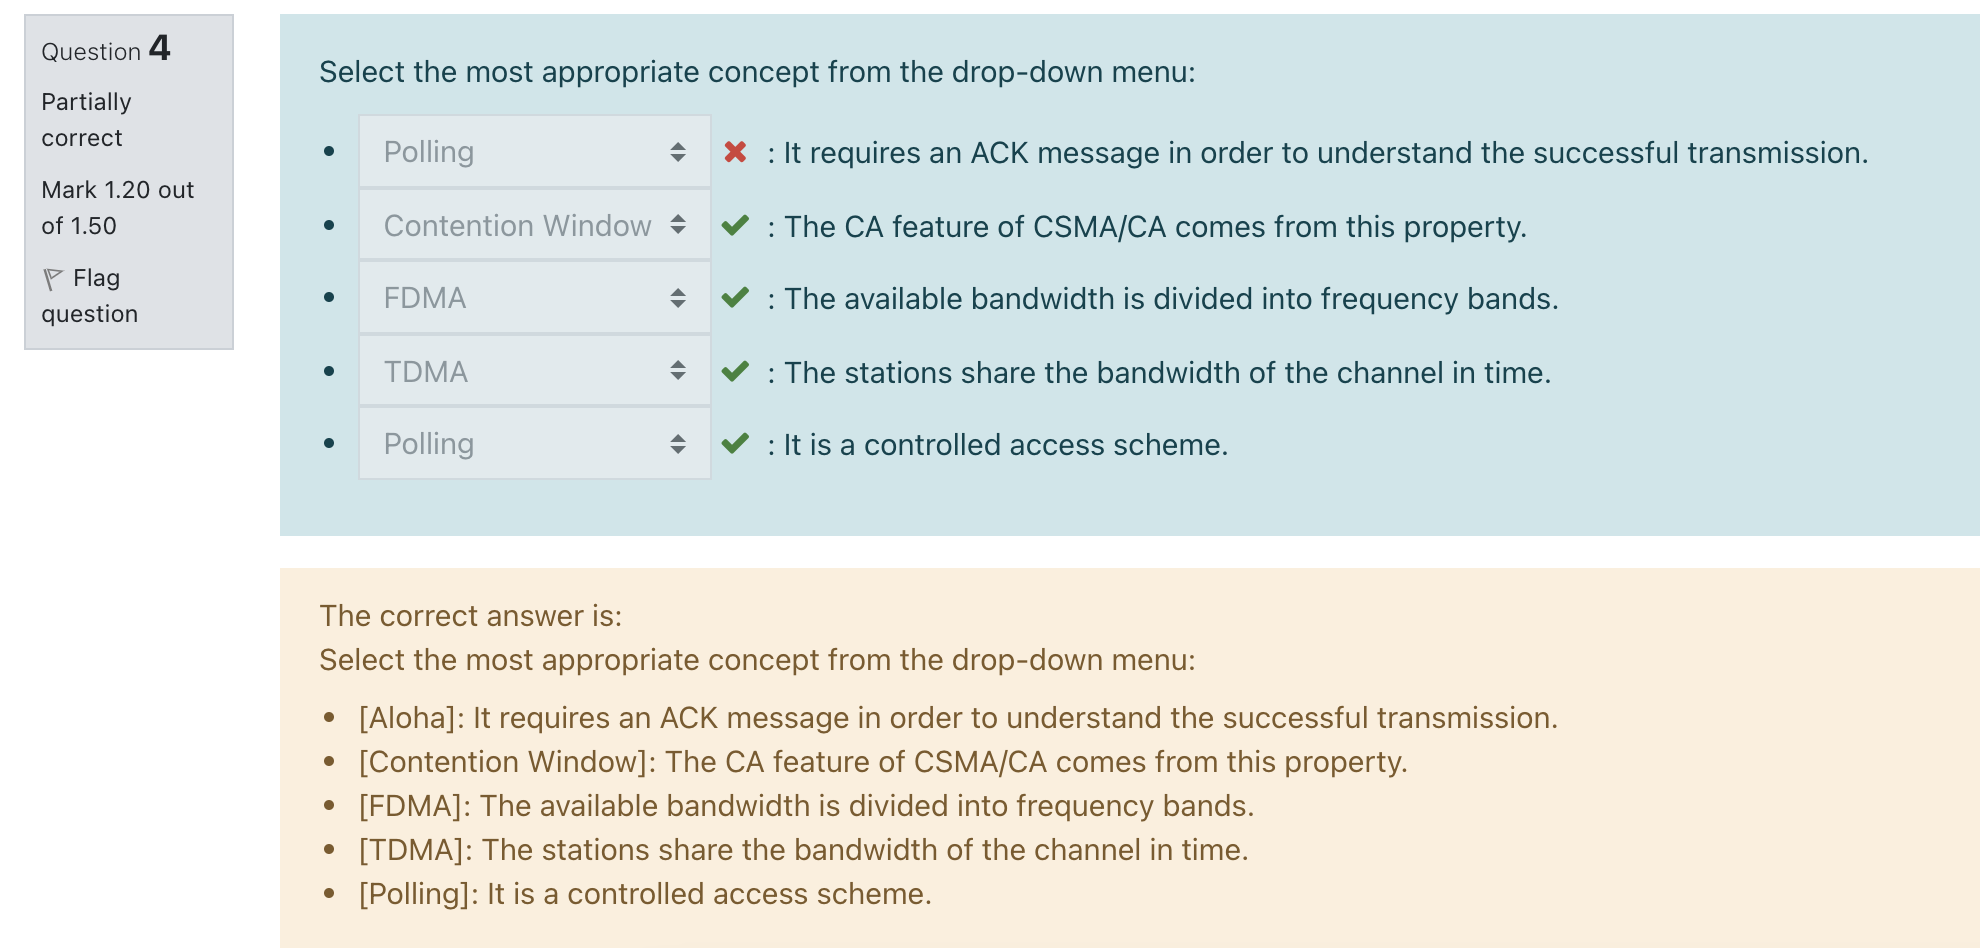 Question 4
Partially
correct
Mark 1.20 out
of 1.50
Flag
question
Select the most appropriate concept from the drop-down menu:
Polling : It requires an ACK message in order to understand the successful transmission.
Contention Window : The CA feature of CSMA/CA comes from this property.
FDMA : The available bandwidth is divided into frequency bands.
TDMA : The stations share the bandwidth of the channel in time.
Polling : It is a controlled access scheme.
The correct answer is:
Select the most appropriate concept from the drop-down menu:
[Aloha]: It requires an ACK message in order to understand the successful transmission.
[Contention Window]: The CA feature of CSMA/CA comes from this property.
[FDMA]: The available bandwidth is divided into frequency bands.
[TDMA]: The stations share the bandwidth of the channel in time.
[Polling]: It is a controlled access scheme.